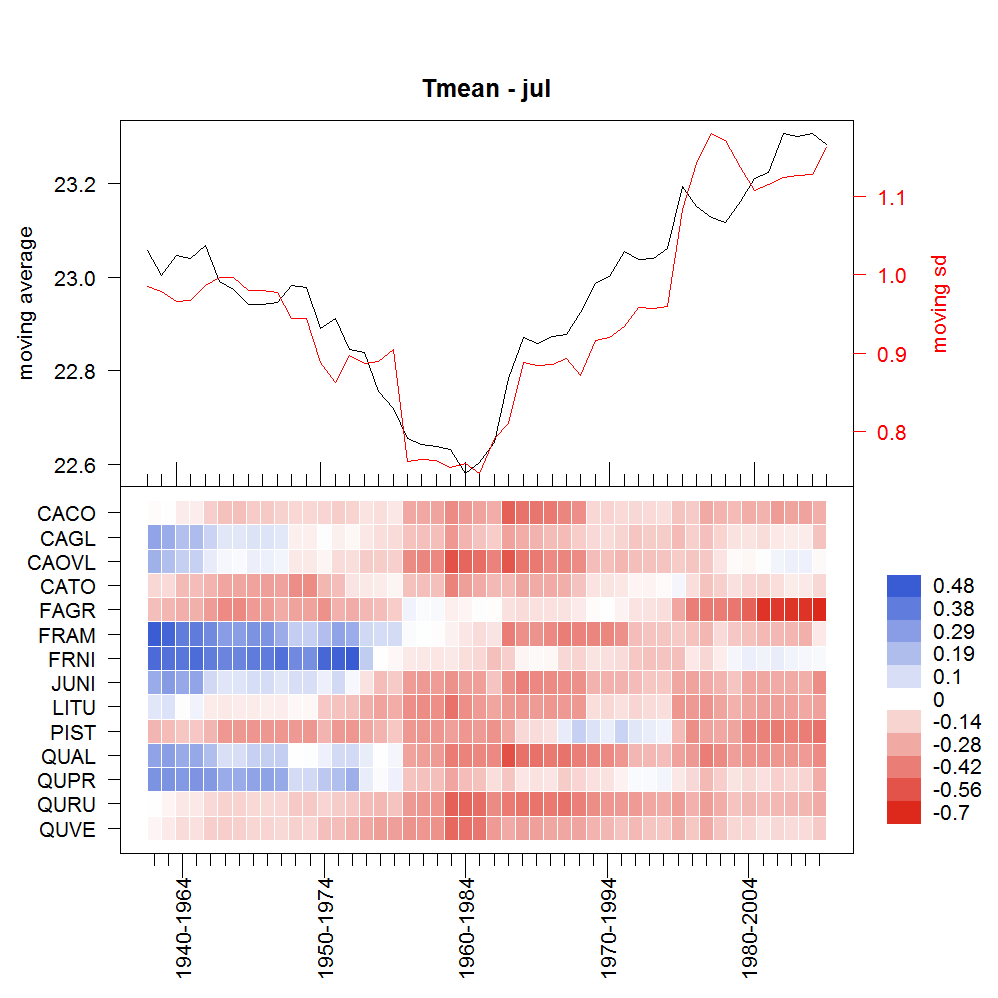 Tmean - jul
moving average
23.2
23.0
22.8
22.6
1.1
1.0
0.9
0.8
moving sd
CACO
CAGL
CAOVL
CATO
FAGR
FRAM
FRNI
JUNI
LITU
PIST
QUAL
QUPR
QURU
QUVE
0.48
0.38
0.29
0.19
0.1
0
-0.14
-0.28
-0.42
-0.56
-0.7
1940-1964
1950-1974
1960-1984
1970-1994
1980-2004